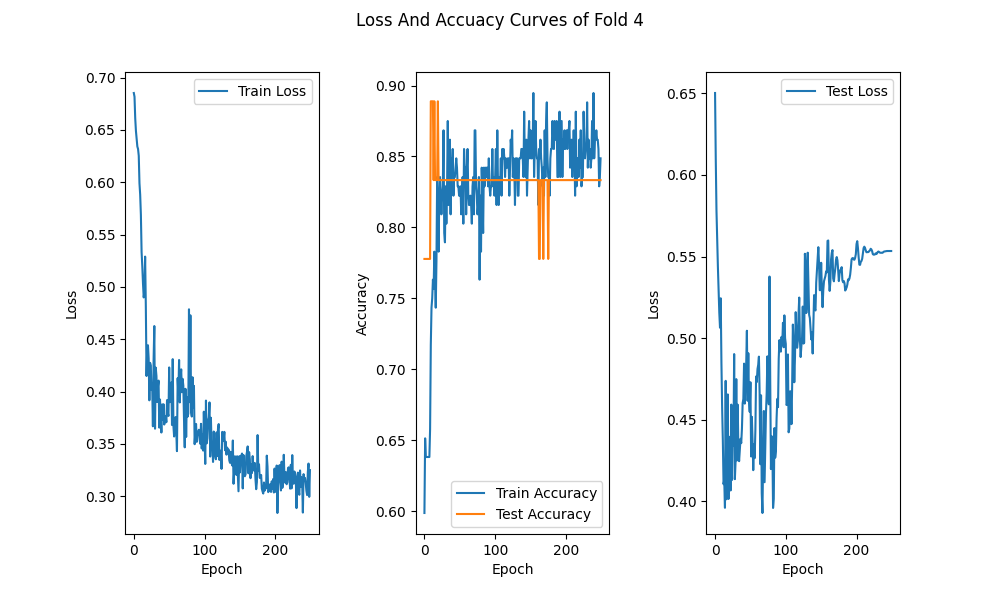 Loss And Accuacy Curves of Fold 4
0.70
0.65
0.60
0.55
0.50
0.45
0.40
0.35
0.30
Loss
0
100
200
Epoch
Train Loss
0.90
0.85
0.80
0.75
0.70
0.65
0.60
Accuracy
0
100
200
Epoch
Train Accuracy
Test Accuracy
0.65
0.60
0.55
0.50
0.45
0.40
Loss
0
100
200
Epoch
Test Loss